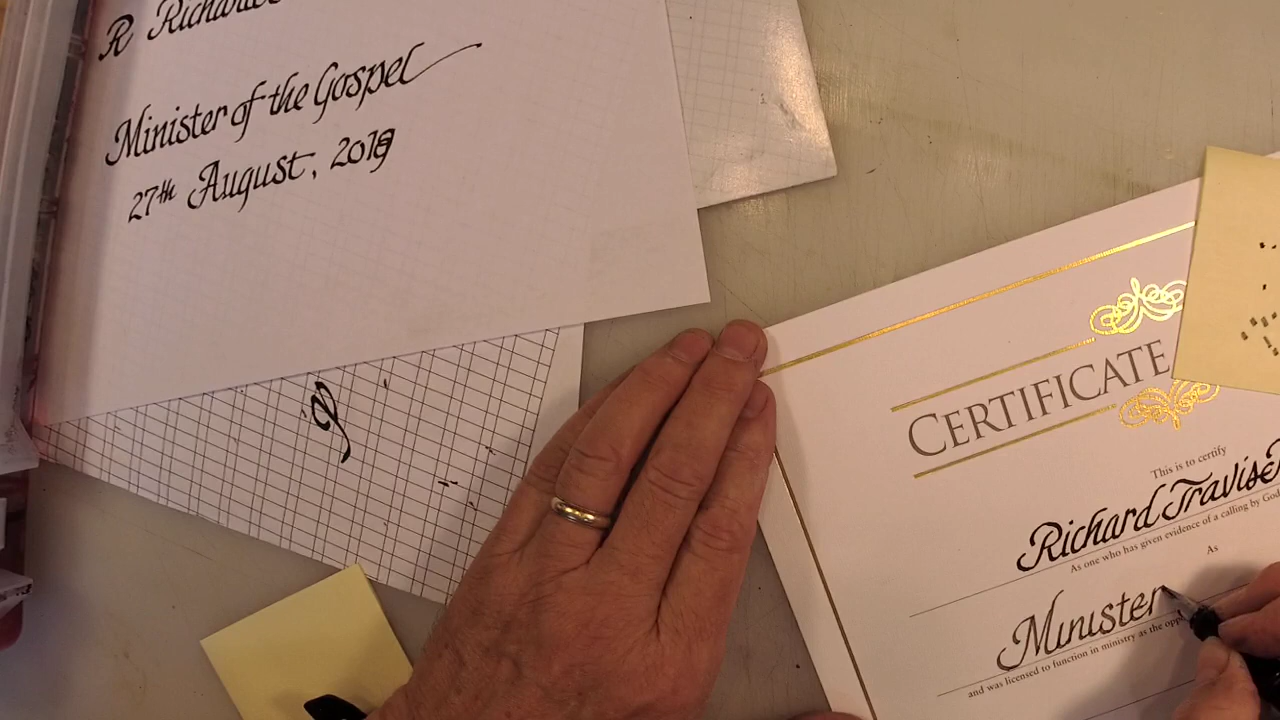 R Richard
Minister of the Gospel
27th August, 2019
R
CERTIFICATE
This is to certify
Richard Travis
As one who has given evidence of a calling by God
As
Minister
and was licensed to function in ministry as the